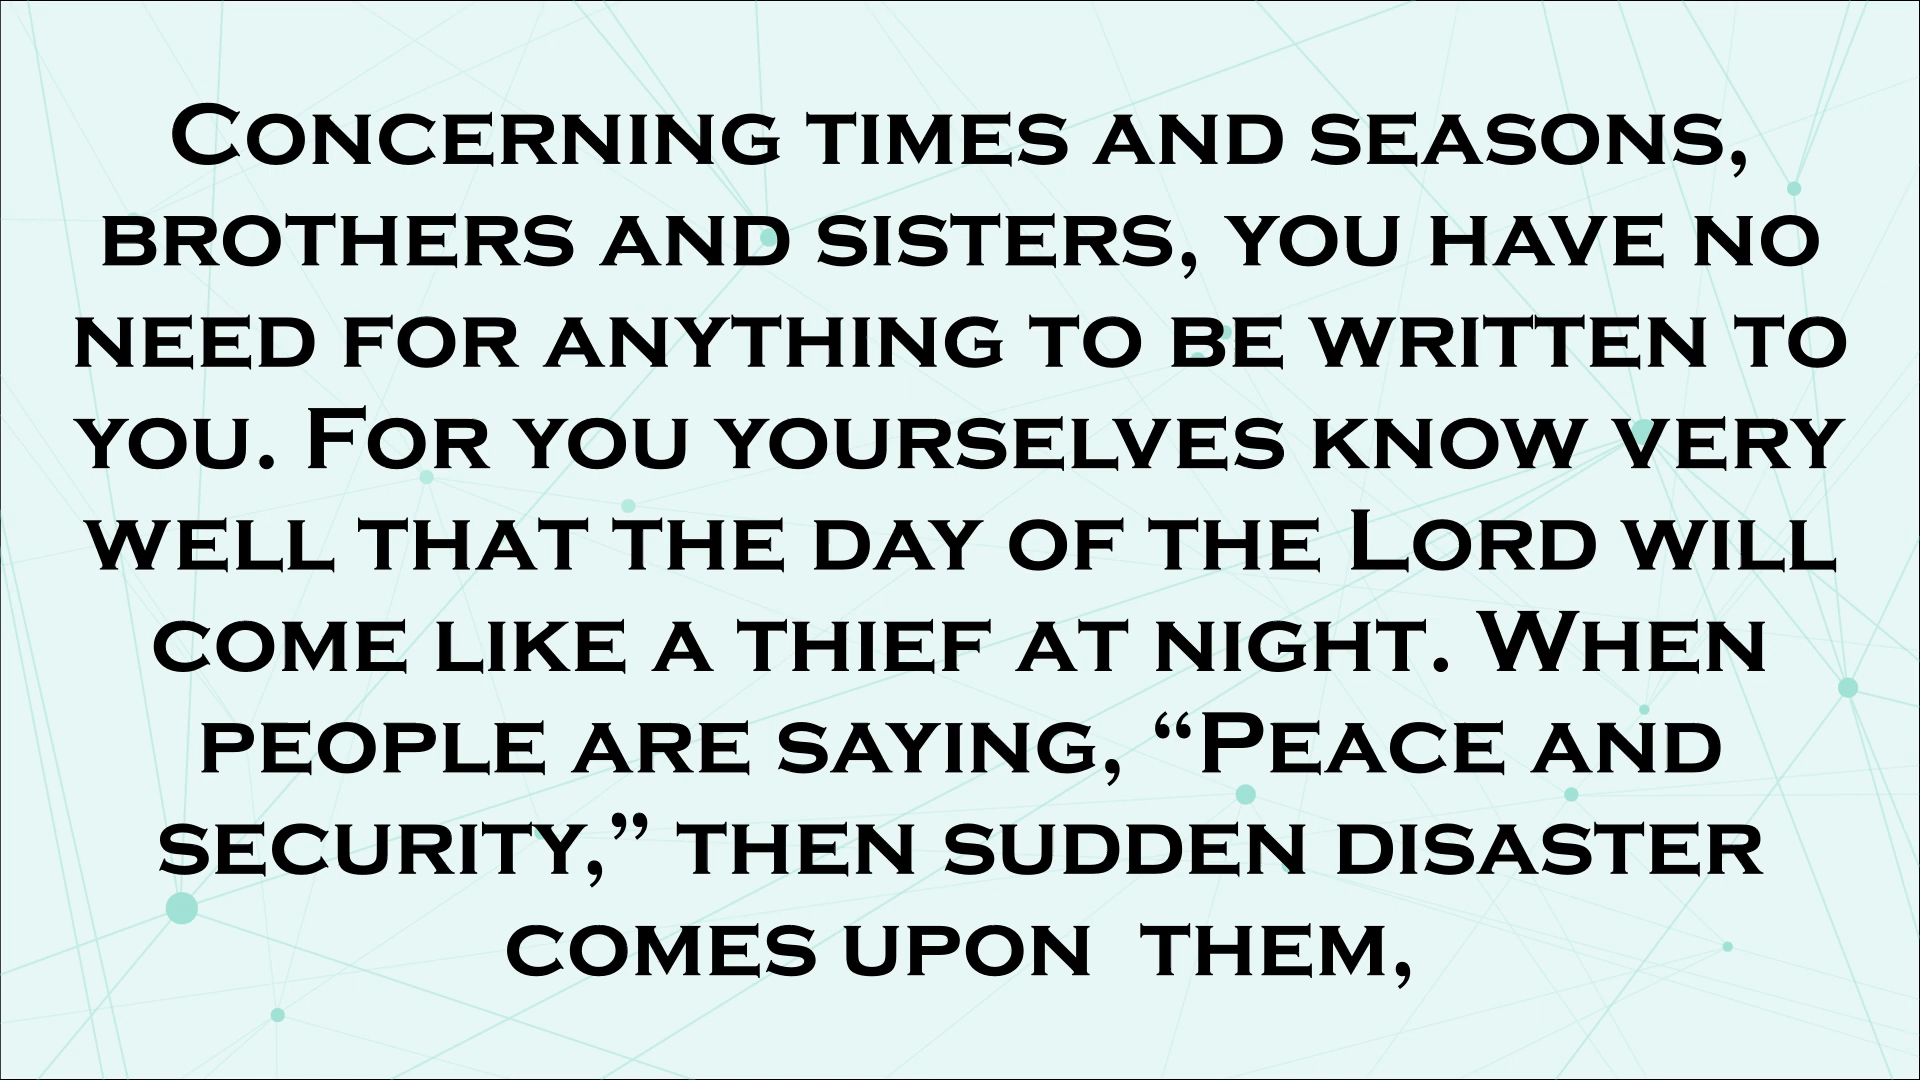 Concerning times and seasons,
brothers and sisters, you have no
need for anything to be written to
you. For you yourselves know very
well that the day of the Lord will
come like a thief at night. When
people are saying, “Peace and
security,” then sudden disaster
comes upon  them,